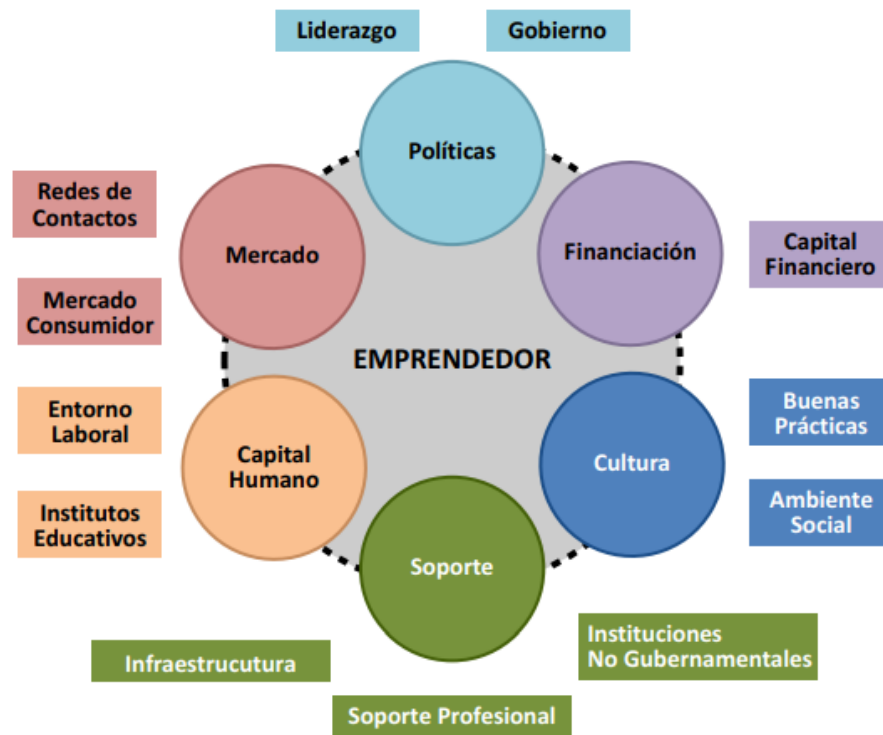 Liderazgo
Gobierno
Políticas
Redes de
Contactos
Mercado
Financiación
Capital
Financiero
Mercado
Consumidor
EMPRENDEDOR
Entorno
Laboral
Buenas
Prácticas
Capital
Humano
Cultura
Institutos
Educativos
Ambiente
Social
Soporte
Infraestrucutura
Instituciones
No Gubernamentales
Soporte Profesional